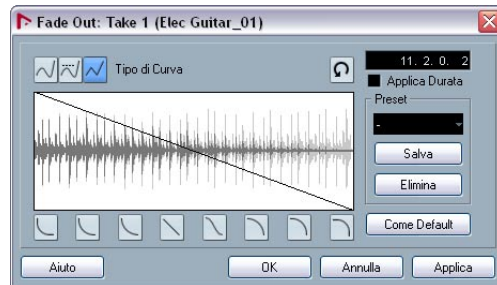 Fade Out: Take 1 (Elec Guitar_01)
Tipo di Curva
11. 2. 0. 2
Applica Durata
Preset
-
Salva
Elimina
Come Default
Aiuto
OK
Annulla
Applica